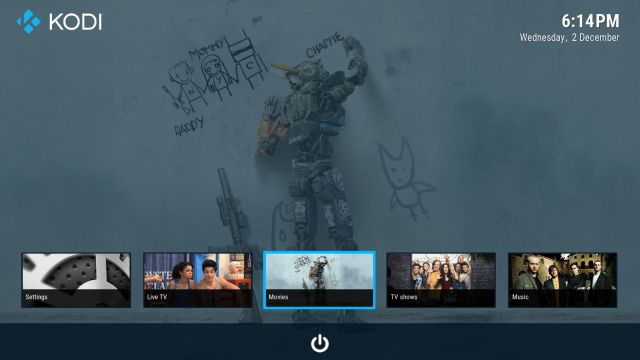 KODI
6:14PM
Wednesday, 2 December
MOMMY
CHAPPIE
N Y C
DADDY
Settings
Live TV
Movies
TV shows
Music